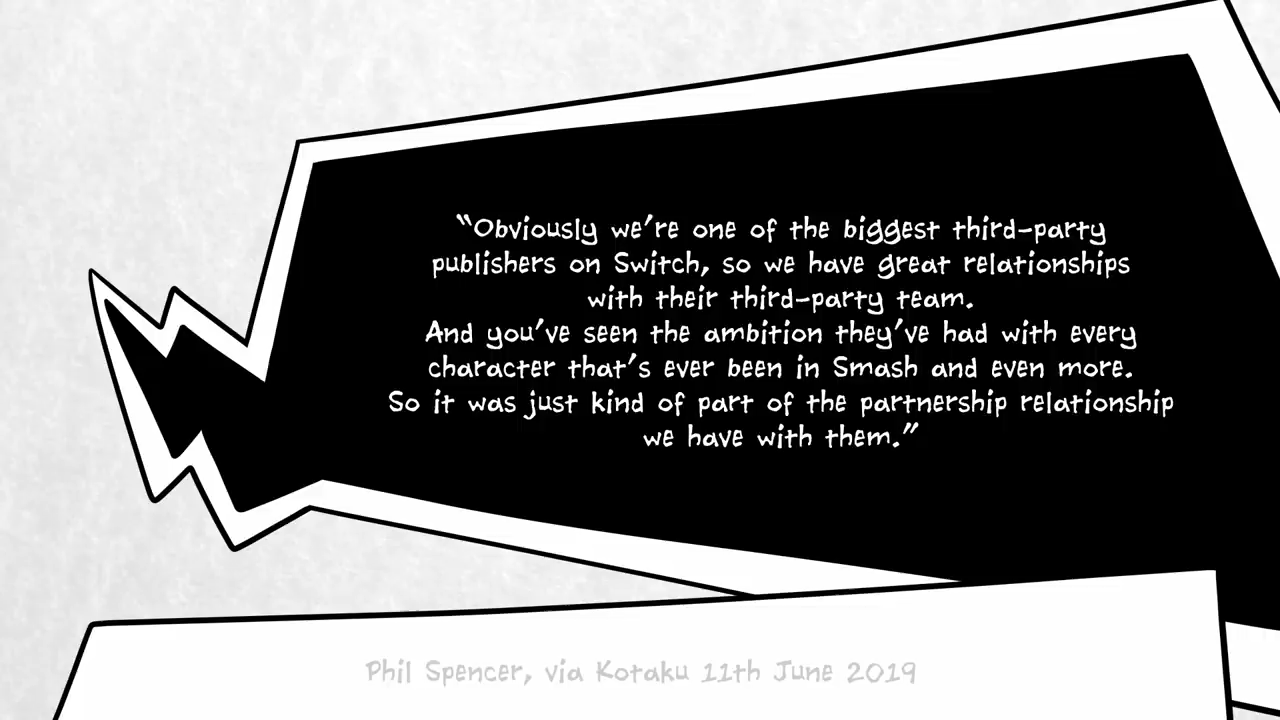 “Obviously we’re one of the biggest third-party
publishers on Switch, so we have great relationships
with their third-party team.
And you’ve seen the ambition they’ve had with every
character that’s ever been in Smash and even more.
So it was just kind of part of the partnership relationship
we have with them.”
Phil Spencer, via Kotaku 11th June 2019